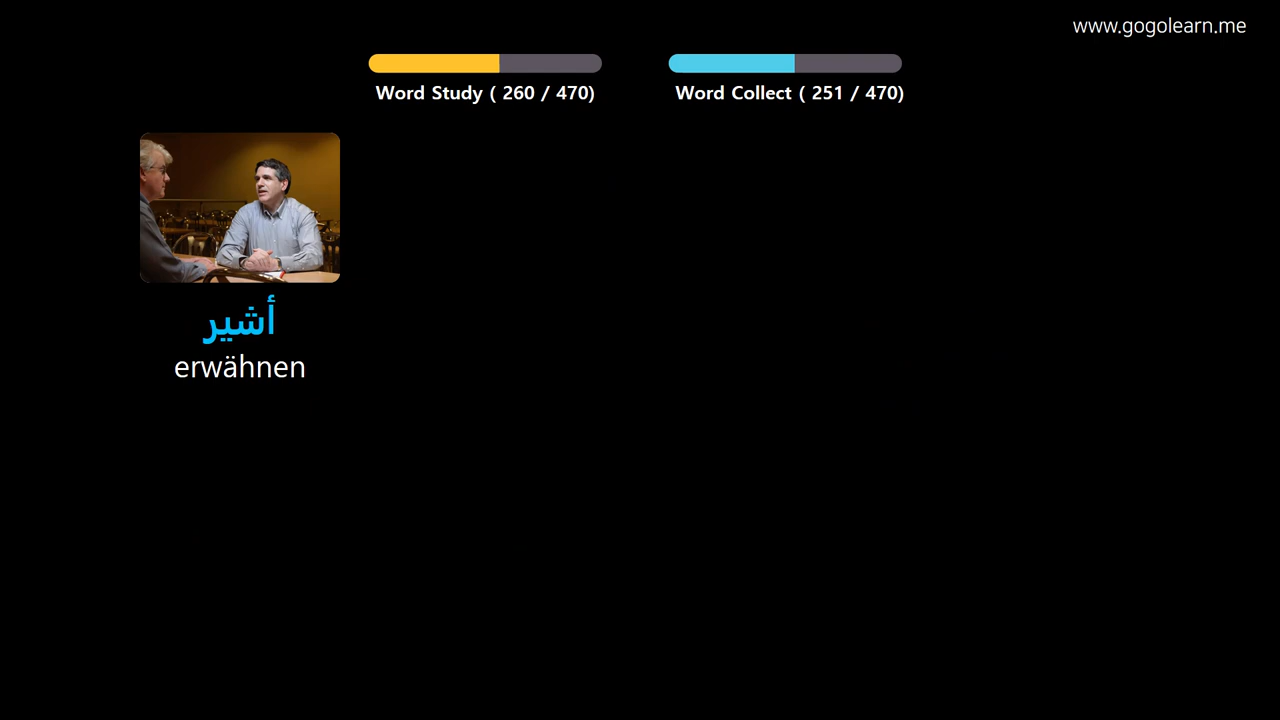 www.gogolearn.me
Word Study ( 260 / 470)
Word Collect ( 251 / 470)
أشير
erwähnen